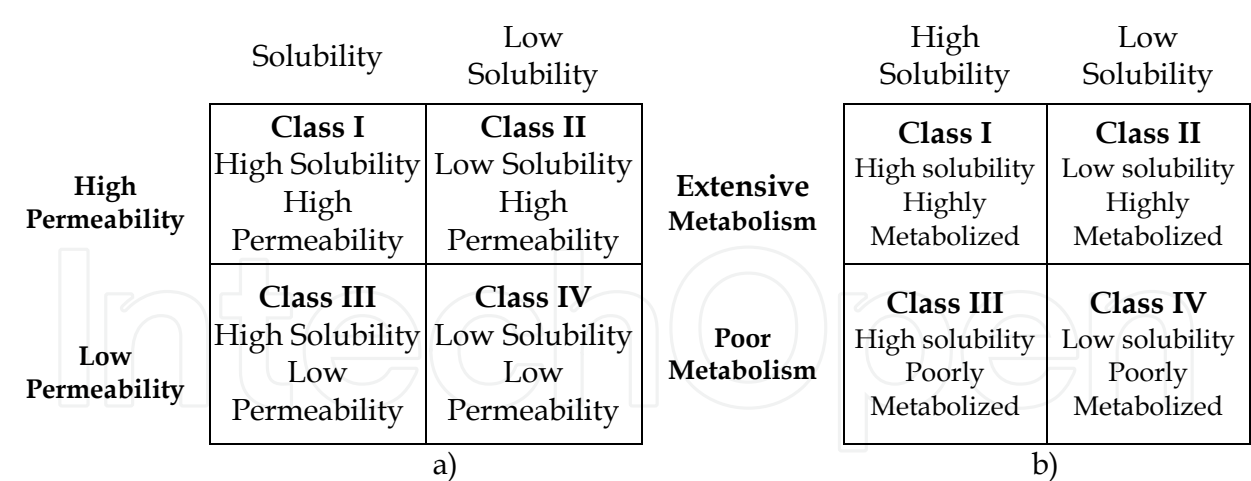 Solubility
Low
Solubility
High
Permeability
Low
Permeability
Class I
High Solubility
High
Permeability
Class II
Low Solubility
High
Permeability
Class III
High Solubility
Low
Permeability
Class IV
Low Solubility
Low
Permeability
a)
High
Solubility
Low
Solubility
Extensive
Metabolism
Poor
Metabolism
Class I
High solubility
Highly
Metabolized
Class II
Low solubility
Highly
Metabolized
Class III
High solubility
Poorly
Metabolized
Class IV
Low solubility
Poorly
Metabolized
b)
IntechOpen